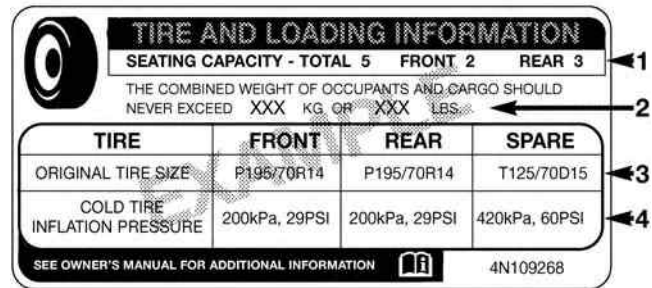 TIRE AND LOADING INFORMATION
SEATING CAPACITY - TOTAL 5 FRONT 2 REAR 3
1
THE COMBINED WEIGHT OF OCCUPANTS AND CARGO SHOULD
NEVER EXCEED XXX KG OR XXX LBS.
2
TIRE FRONT REAR SPARE
ORIGINAL TIRE SIZE P195/70R14 P195/70R14 T125/70D15
3
COLD TIRE
INFLATION PRESSURE 200kPa, 29PSI 200kPa, 29PSI 420kPa, 60PSI
4
SEE OWNER'S MANUAL FOR ADDITIONAL INFORMATION i 4N109268
EXAMPLE